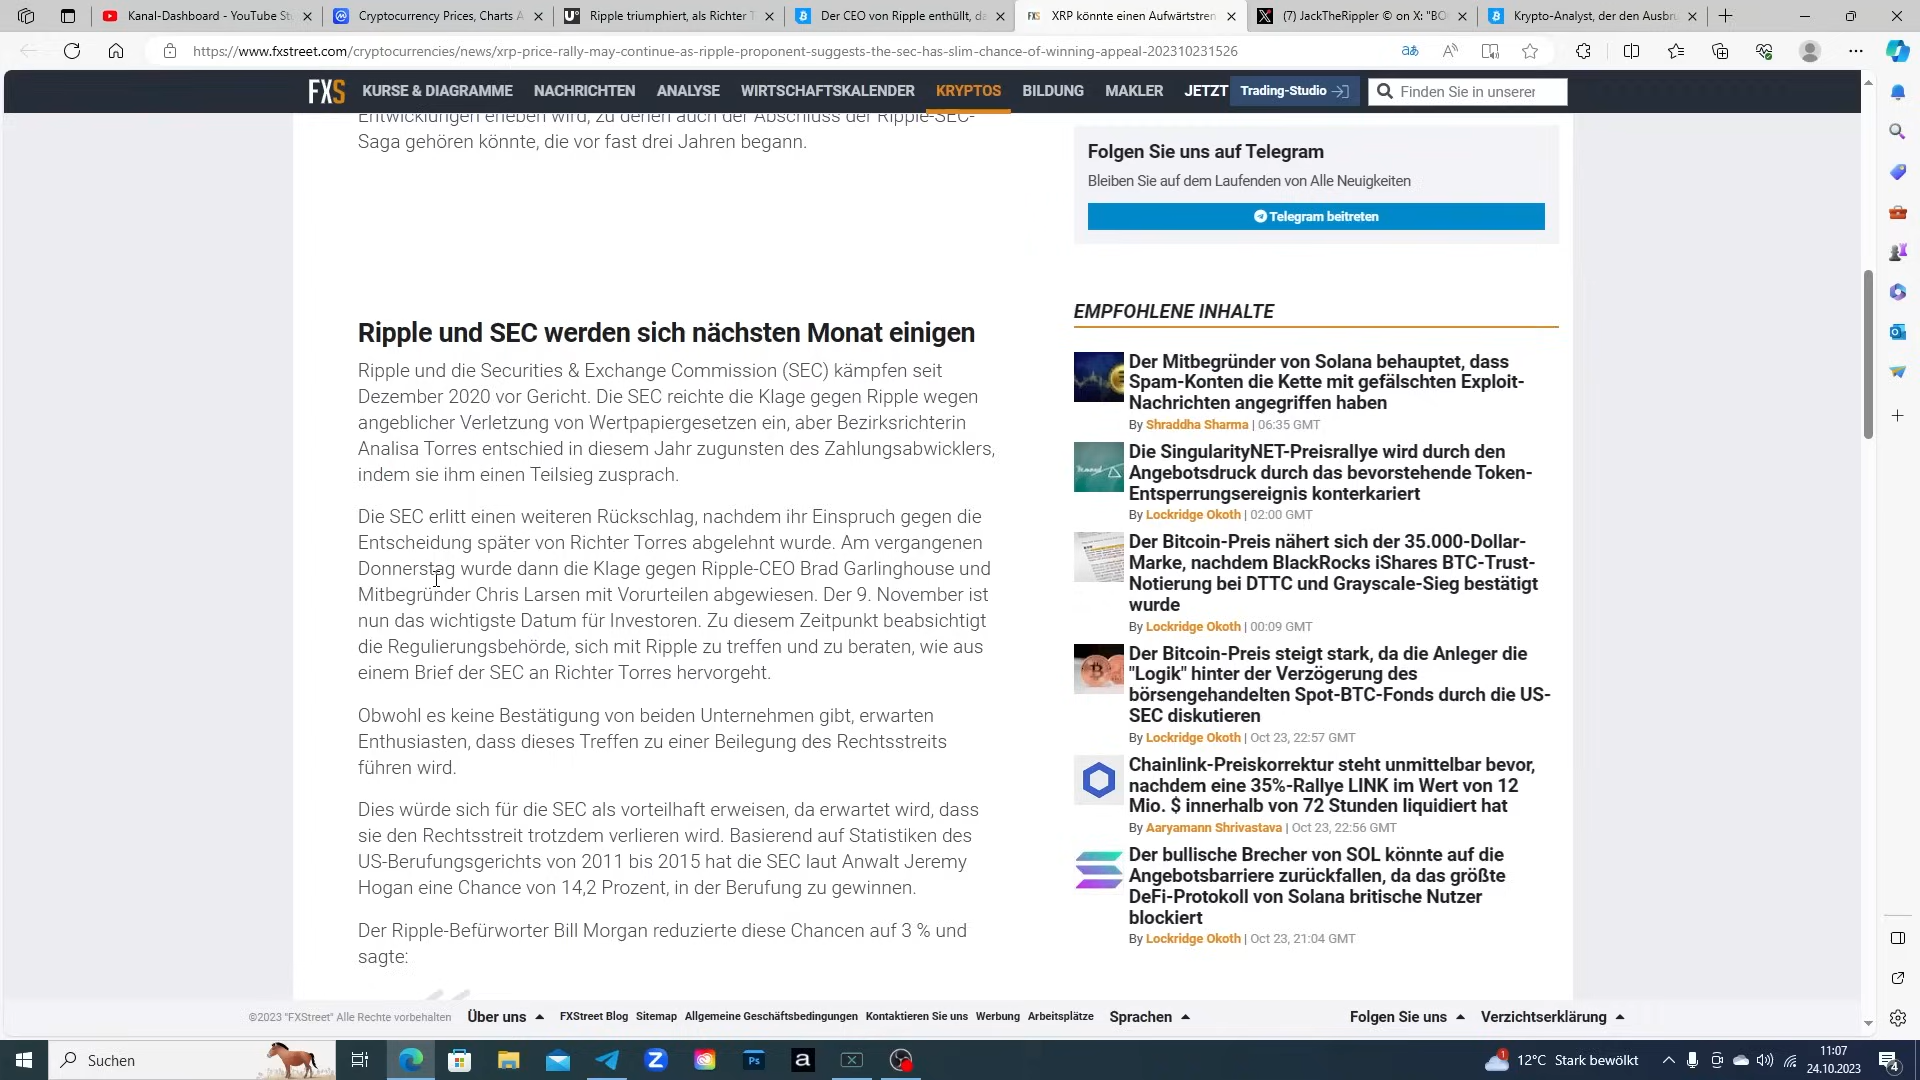 Kanal-Dashboard - YouTube St
Cryptocurrency Prices, Charts A
Ripple triumphiert, als Richter T
Der CEO von Ripple enthüllt, da
XRP könnte einen Aufwärtstren
(7) JackTheRippler © on X: "BO
Krypto-Analyst, der den Ausbru
https://www.fxstreet.com/cryptocurrencies/news/xrp-price-rally-may-continue-as-ripple-proponent-suggests-the-sec-has-slim-chance-of-winning-appeal-202310231526
FXS KURSE & DIAGRAMME NACHRICHTEN ANALYSE WIRTSCHAFTSKALENDER KRYPTOS BILDUNG MAKLER JETZT Trading-Studio Finden Sie in unserer
Entwicklungen erleben wird, zu denen auch der Abschluss der Ripple-SEC-
Saga gehören könnte, die vor fast drei Jahren begann.
Ripple und SEC werden sich nächsten Monat einigen
Ripple und die Securities & Exchange Commission (SEC) kämpfen seit
Dezember 2020 vor Gericht. Die SEC reichte die Klage gegen Ripple wegen
angeblicher Verletzung von Wertpapiergesetzen ein, aber Bezirksrichterin
Analisa Torres entschied in diesem Jahr zugunsten des Zahlungsabwicklers,
indem sie ihm einen Teilsieg zusprach.
Die SEC erlitt einen weiteren Rückschlag, nachdem ihr Einspruch gegen die
Entscheidung später von Richter Torres abgelehnt wurde. Am vergangenen
Donnerstag wurde dann die Klage gegen Ripple-CEO Brad Garlinghouse und
Mitbegründer Chris Larsen mit Vorurteilen abgewiesen. Der 9. November ist
nun das wichtigste Datum für Investoren. Zu diesem Zeitpunkt beabsichtigt
die Regulierungsbehörde, sich mit Ripple zu treffen und zu beraten, wie aus
einem Brief der SEC an Richter Torres hervorgeht.
Obwohl es keine Bestätigung von beiden Unternehmen gibt, erwarten
Enthusiasten, dass dieses Treffen zu einer Beilegung des Rechtsstreits
führen wird.
Dies würde sich für die SEC als vorteilhaft erweisen, da erwartet wird, dass
sie den Rechtsstreit trotzdem verlieren wird. Basierend auf Statistiken des
US-Berufungsgerichts von 2011 bis 2015 hat die SEC laut Anwalt Jeremy
Hogan eine Chance von 14,2 Prozent, in der Berufung zu gewinnen.
Der Ripple-Befürworter Bill Morgan reduzierte diese Chancen auf 3 % und
sagte:
Folgen Sie uns auf Telegram
Bleiben Sie auf dem Laufenden von Alle Neuigkeiten
Telegram beitreten
EMPFOHLENE INHALTE
Der Mitbegründer von Solana behauptet, dass
Spam-Konten die Kette mit gefälschten Exploit-
Nachrichten angegriffen haben
By Shraddha Sharma | 06:35 GMT
Die SingularityNET-Preisrallye wird durch den
Angebotsdruck durch das bevorstehende Token-
Entsperrungsereignis konterkariert
By Lockridge Okoth | 02:00 GMT
Der Bitcoin-Preis nähert sich der 35.000-Dollar-
Marke, nachdem BlackRocks iShares BTC-Trust-
Notierung bei DTTC und Grayscale-Sieg bestätigt
wurde
By Lockridge Okoth | 00:09 GMT
Der Bitcoin-Preis steigt stark, da die Anleger die
"Logik" hinter der Verzögerung des
börsengehandelten Spot-BTC-Fonds durch die US-
SEC diskutieren
By Lockridge Okoth | Oct 23, 22:57 GMT
Chainlink-Preiskorrektur steht unmittelbar bevor,
nachdem eine 35%-Rallye LINK im Wert von 12
Mio. $ innerhalb von 72 Stunden liquidiert hat
By Aaryamann Shrivastava | Oct 23, 22:56 GMT
Der bullische Brecher von SOL könnte auf die
Angebotsbarriere zurückfallen, da das größte
DeFi-Protokoll von Solana britische Nutzer
blockiert
By Lockridge Okoth | Oct 23, 21:04 GMT
©2023 "FXStreet" Alle Rechte vorbehalten Über uns FXStreet Blog Sitemap Allgemeine Geschäftsbedingungen Kontaktieren Sie uns Werbung Arbeitsplätze Sprachen Folgen Sie uns Verzichtserklärung
Suchen
12°C Stark bewölkt
11:07
24.10.2023